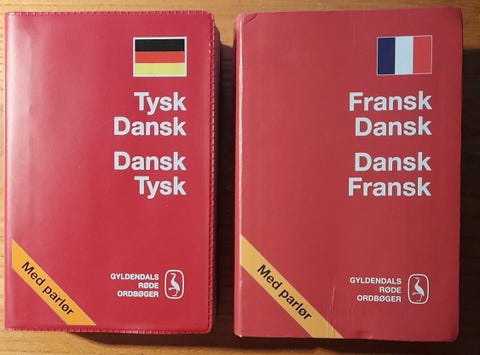 Tysk
Dansk
Dansk
Tysk
Med parlør
GYLDENDALS
RØDE
ORDBØGER
Fransk
Dansk
Dansk
Fransk
Med parlør
GYLDENDALS
RØDE
ORDBØGER